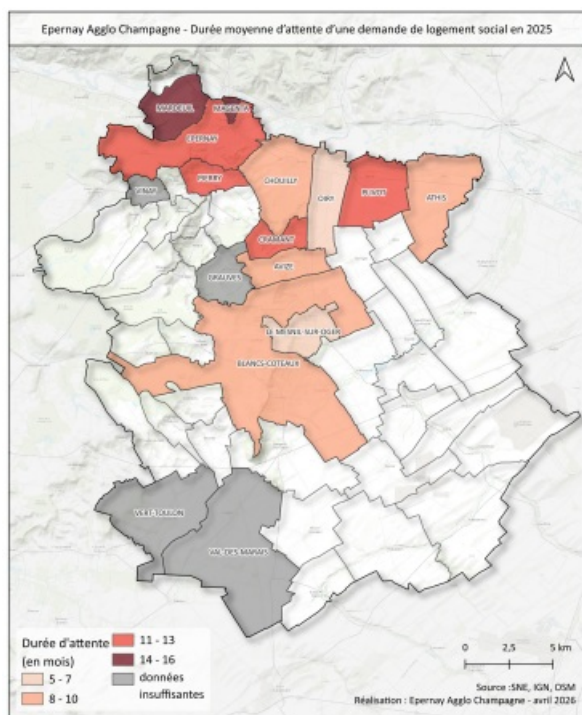 Epernay Agglo Champagne - Durée moyenne d'attente d'une demande de logement social en 2025
MARDEUIL
MAGENTA
EPERNAY
PIERRY
VINAY
CHOUILLY
OIRY
PLIVOT
ATHIS
CRAMANT
GRAUVES
AVIZE
LE MESNIL-SUR-OGER
BLANCS-COTEAUX
VERT-TOULON
VAL-DES-MARAIS
Durée d'attente
(en mois)
5 - 7
8 - 10
11 - 13
14 - 16
données
insuffisantes
0 2,5 5 km
Source :SNE, IGN, OSM
Réalisation : Epernay Agglo Champagne - avril 2026